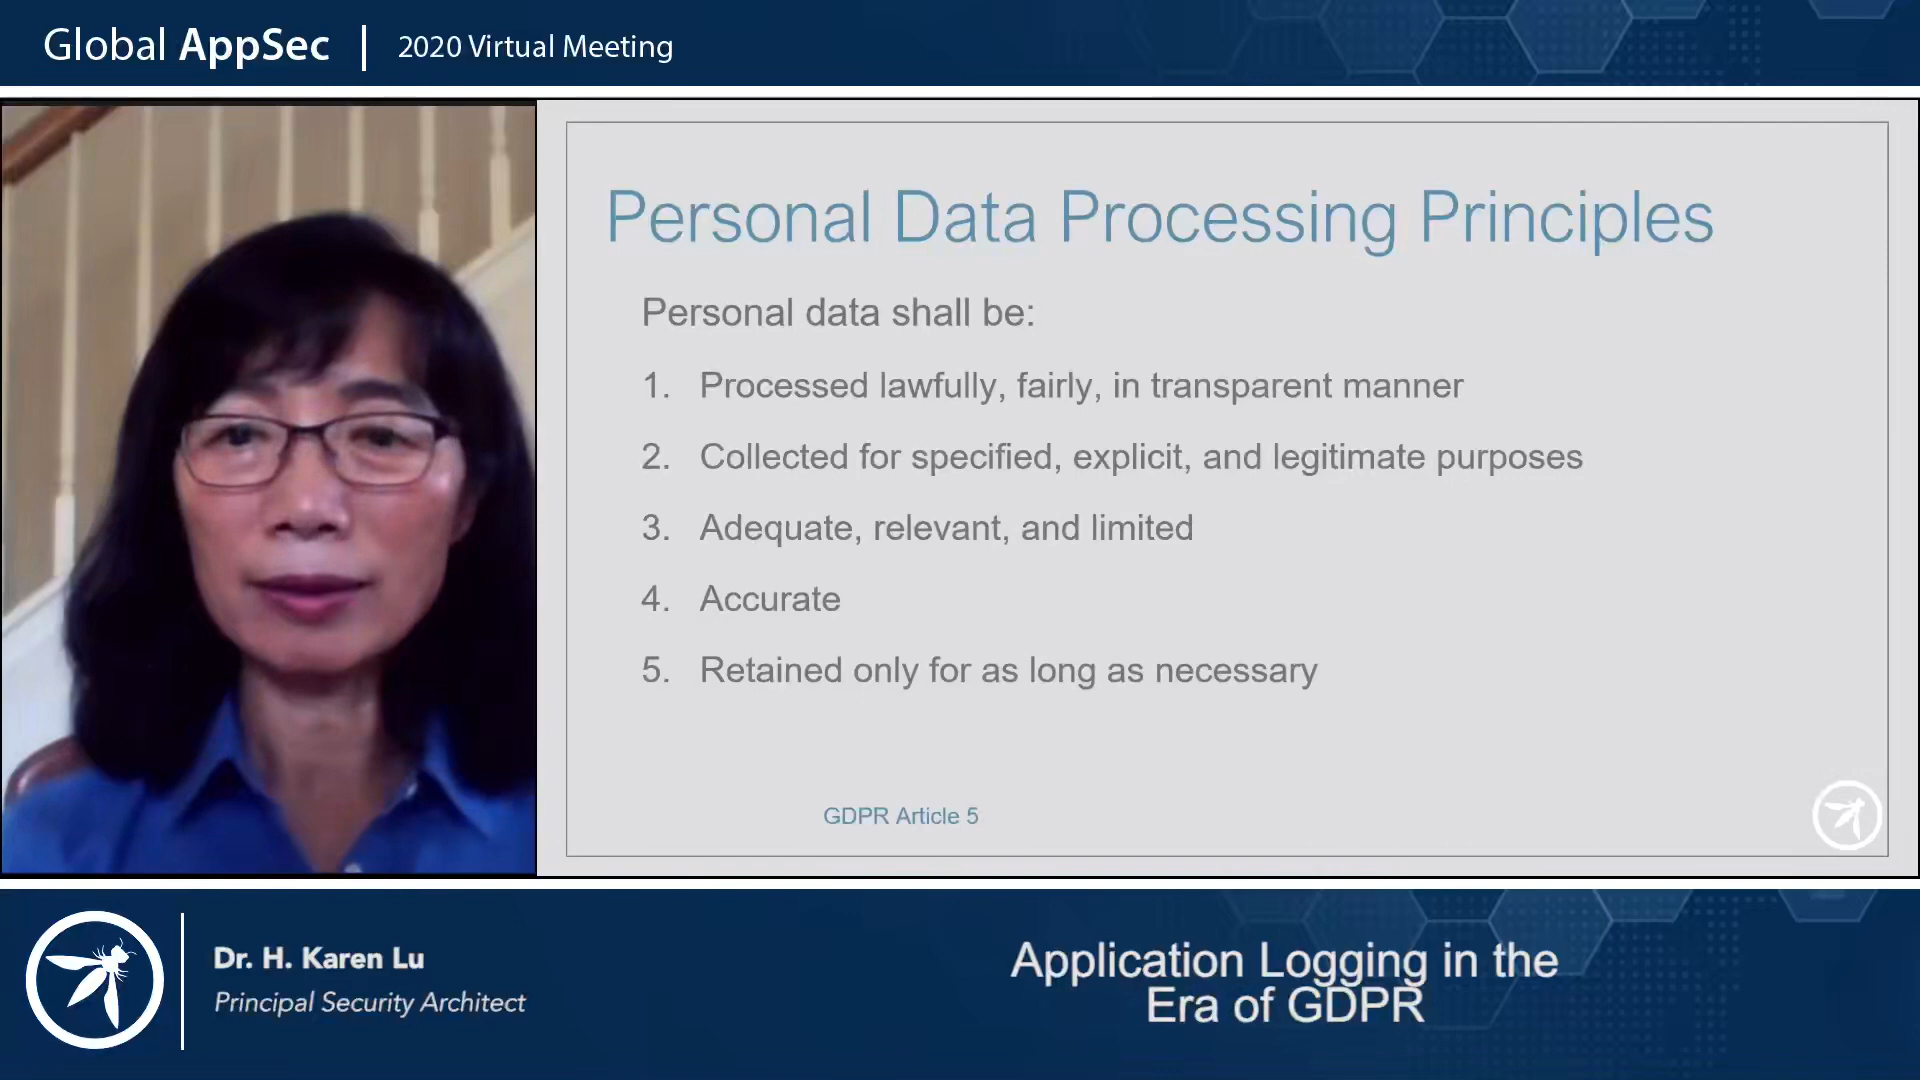 Global AppSec | 2020 Virtual Meeting
Personal Data Processing Principles
Personal data shall be:
1. Processed lawfully, fairly, in transparent manner
2. Collected for specified, explicit, and legitimate purposes
3. Adequate, relevant, and limited
4. Accurate
5. Retained only for as long as necessary
GDPR Article 5
Dr. H. Karen Lu
Principal Security Architect
Application Logging in the
Era of GDPR